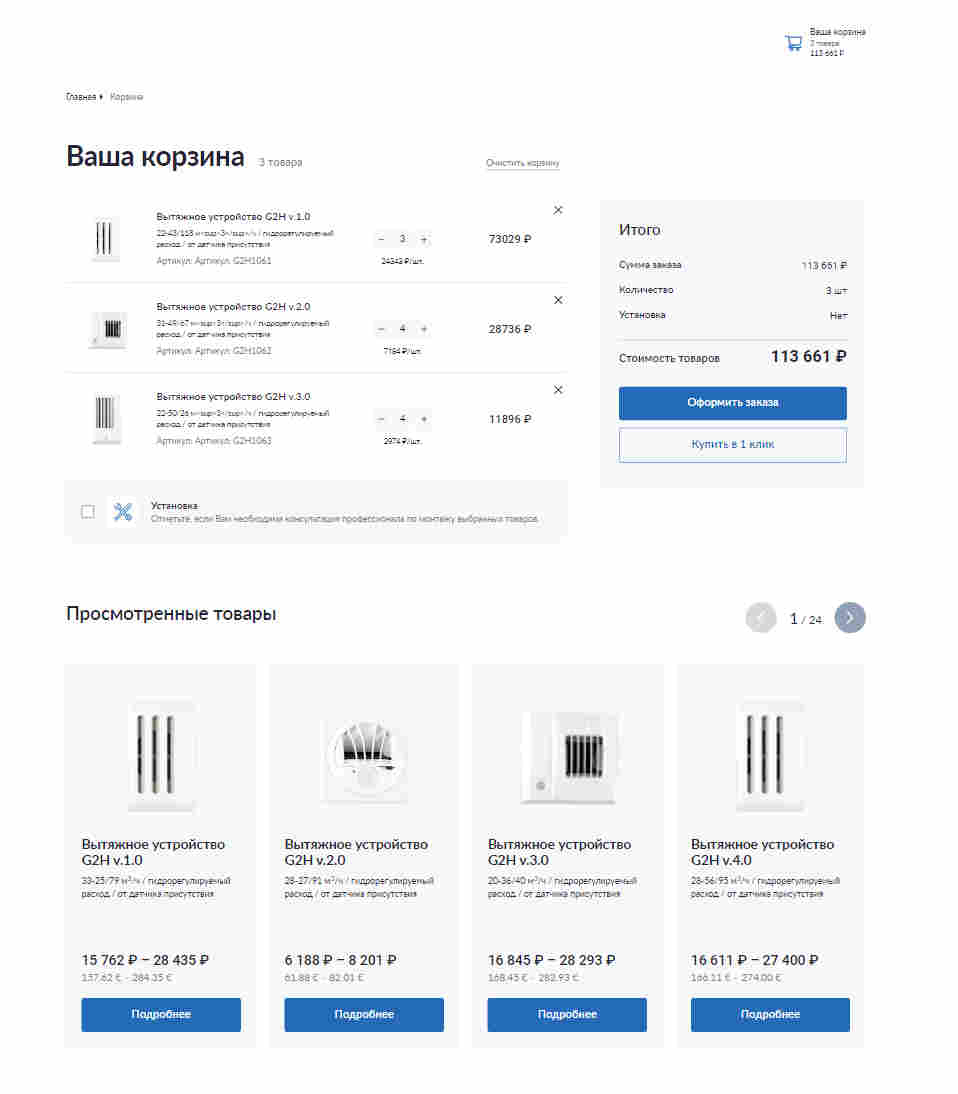 Ваша корзина
3 товара
113 661 ₽
Главная
Корзина
Ваша корзина 3 товара
Очистить корзину
Вытяжное устройство G2H v.1.0
22-43/118 м<sup>3</sup>/ч / гидрорегулируемый
расход / от датчика присутствия
Артикул: Артикул: G2H1061
− 3 +
24343 ₽/шт.
73029 ₽
Вытяжное устройство G2H v.2.0
31-49/67 м<sup>3</sup>/ч / гидрорегулируемый
расход / от датчика присутствия
Артикул: Артикул: G2H1062
− 4 +
7184 ₽/шт.
28736 ₽
Вытяжное устройство G2H v.3.0
22-50/26 м<sup>3</sup>/ч / гидрорегулируемый
расход / от датчика присутствия
Артикул: Артикул: G2H1063
− 4 +
2974 ₽/шт.
11896 ₽
Установка
Отметьте, если Вам необходима консультация профессионала по монтажу выбранных товаров.
Итого
Сумма заказа 113 661 ₽
Количество 3 шт
Установка Нет
Стоимость товаров 113 661 ₽
Оформить заказа
Купить в 1 клик
Просмотренные товары
1 / 24
Вытяжное устройство
G2H v.1.0
33-25/79 м³/ч / гидрорегулируемый
расход / от датчика присутствия
15 762 ₽ – 28 435 ₽
157.62 € - 284.35 €
Подробнее
Вытяжное устройство
G2H v.2.0
28-27/91 м³/ч / гидрорегулируемый
расход / от датчика присутствия
6 188 ₽ – 8 201 ₽
61.88 € - 82.01 €
Подробнее
Вытяжное устройство
G2H v.3.0
20-36/40 м³/ч / гидрорегулируемый
расход / от датчика присутствия
16 845 ₽ – 28 293 ₽
168.45 € - 282.93 €
Подробнее
Вытяжное устройство
G2H v.4.0
28-56/95 м³/ч / гидрорегулируемый
расход / от датчика присутствия
16 611 ₽ – 27 400 ₽
166.11 € - 274.00 €
Подробнее